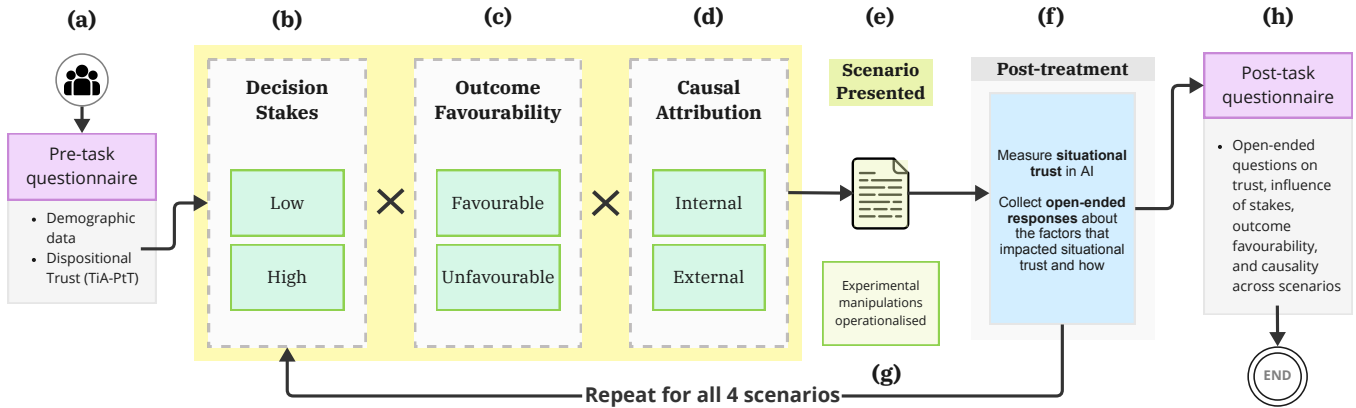 (a)
(b)
(c)
(d)
(e)
(f)
(h)
Pre-task
questionnaire
• Demographic
data
• Dispositional
Trust (TiA-PtT)
Decision
Stakes
Low
High
Outcome
Favourability
Favourable
Unfavourable
Causal
Attribution
Internal
External
Scenario
Presented
Experimental
manipulations
operationalised
Post-treatment
Measure situational
trust in AI
Collect open-ended
responses about
the factors that
impacted situational
trust and how
Post-task
questionnaire
• Open-ended
questions on
trust, influence
of stakes,
outcome
favourability,
and causality
across scenarios
END
(g)
Repeat for all 4 scenarios